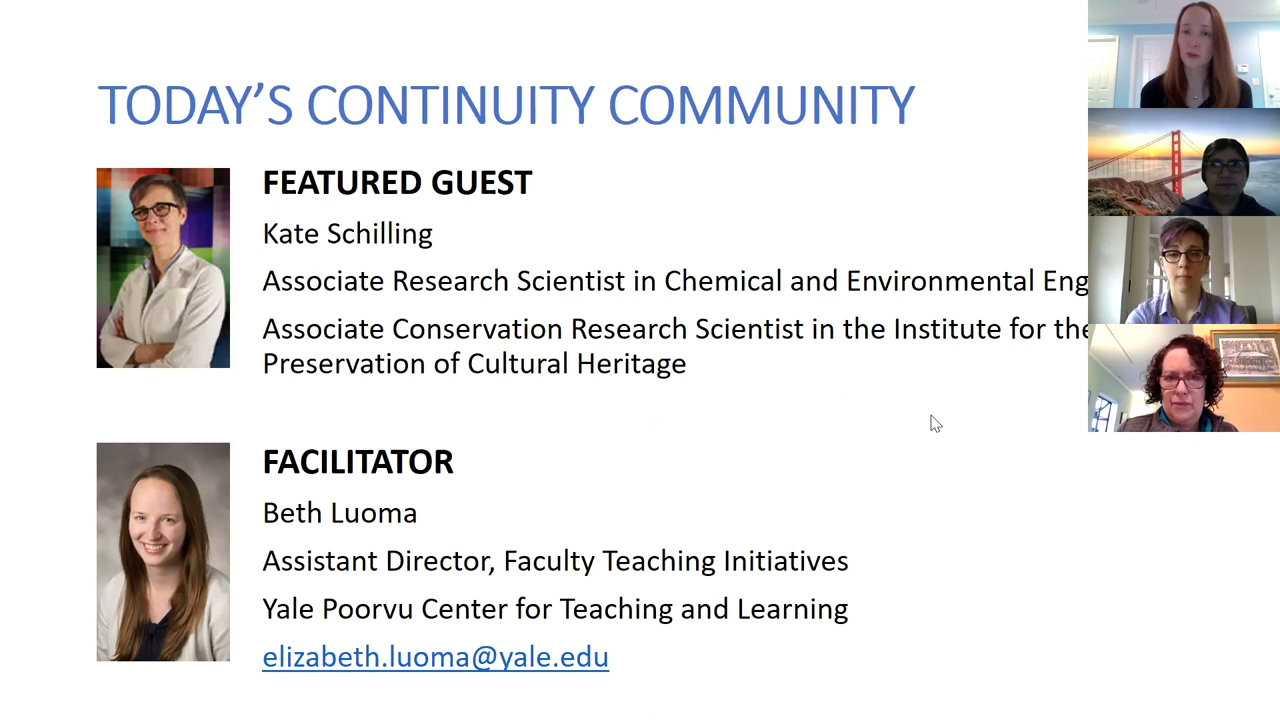 TODAY’S CONTINUITY COMMUNITY
FEATURED GUEST
Kate Schilling
Associate Research Scientist in Chemical and Environmental Eng
Associate Conservation Research Scientist in the Institute for the
Preservation of Cultural Heritage
FACILITATOR
Beth Luoma
Assistant Director, Faculty Teaching Initiatives
Yale Poorvu Center for Teaching and Learning
elizabeth.luoma@yale.edu